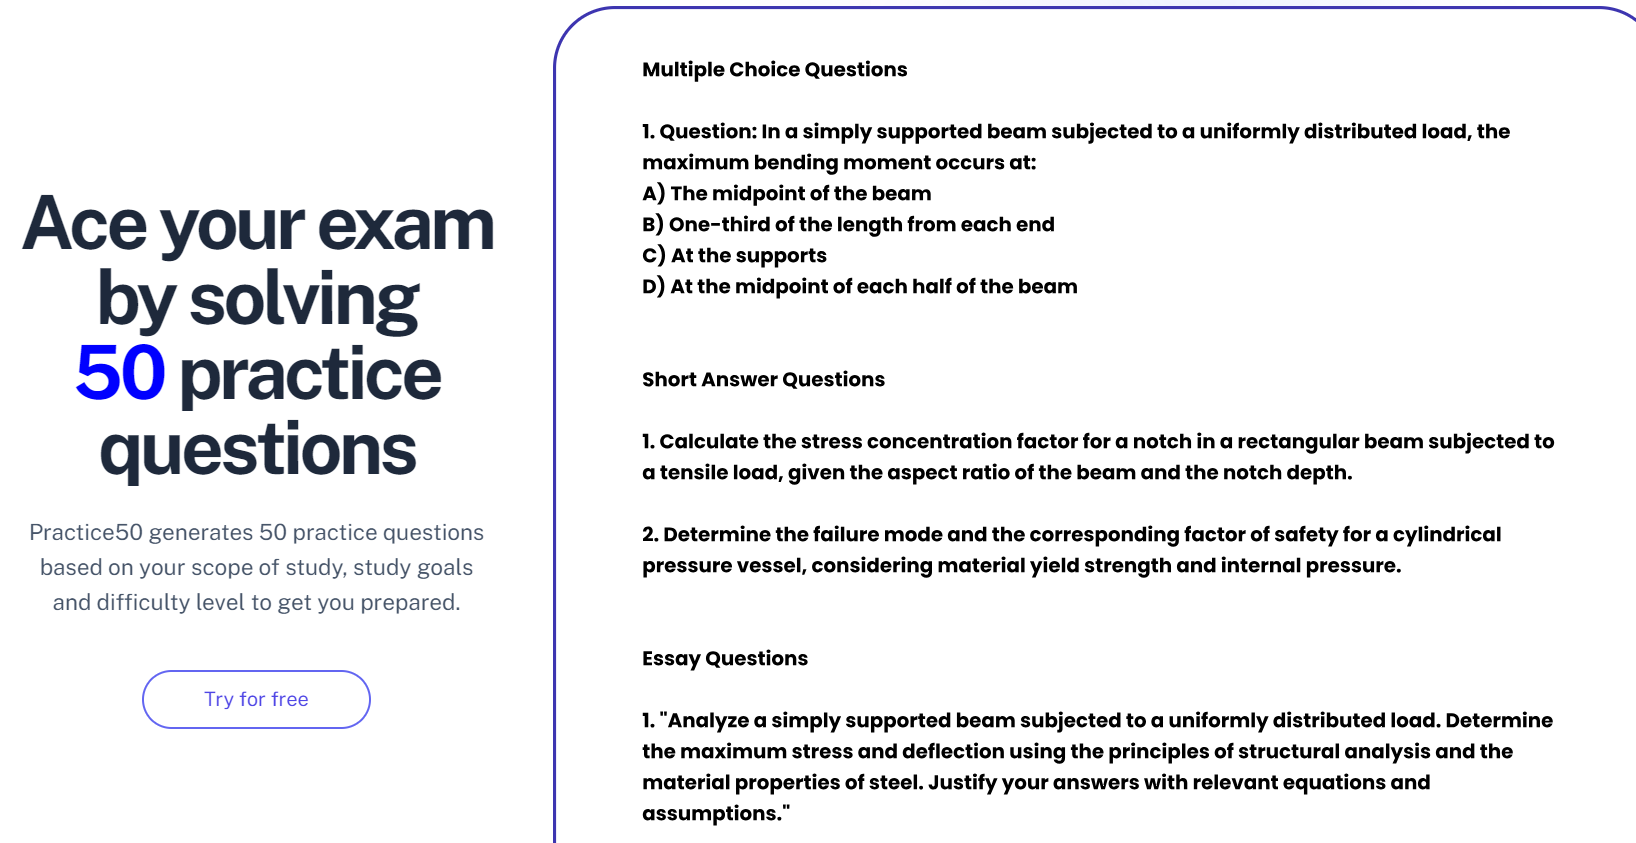 Ace your exam
by solving
50 practice
questions
Practice50 generates 50 practice questions
based on your scope of study, study goals
and difficulty level to get you prepared.
Try for free
Multiple Choice Questions
1. Question: In a simply supported beam subjected to a uniformly distributed load, the
maximum bending moment occurs at:
A) The midpoint of the beam
B) One-third of the length from each end
C) At the supports
D) At the midpoint of each half of the beam
Short Answer Questions
1. Calculate the stress concentration factor for a notch in a rectangular beam subjected to
a tensile load, given the aspect ratio of the beam and the notch depth.
2. Determine the failure mode and the corresponding factor of safety for a cylindrical
pressure vessel, considering material yield strength and internal pressure.
Essay Questions
1. "Analyze a simply supported beam subjected to a uniformly distributed load. Determine
the maximum stress and deflection using the principles of structural analysis and the
material properties of steel. Justify your answers with relevant equations and
assumptions."